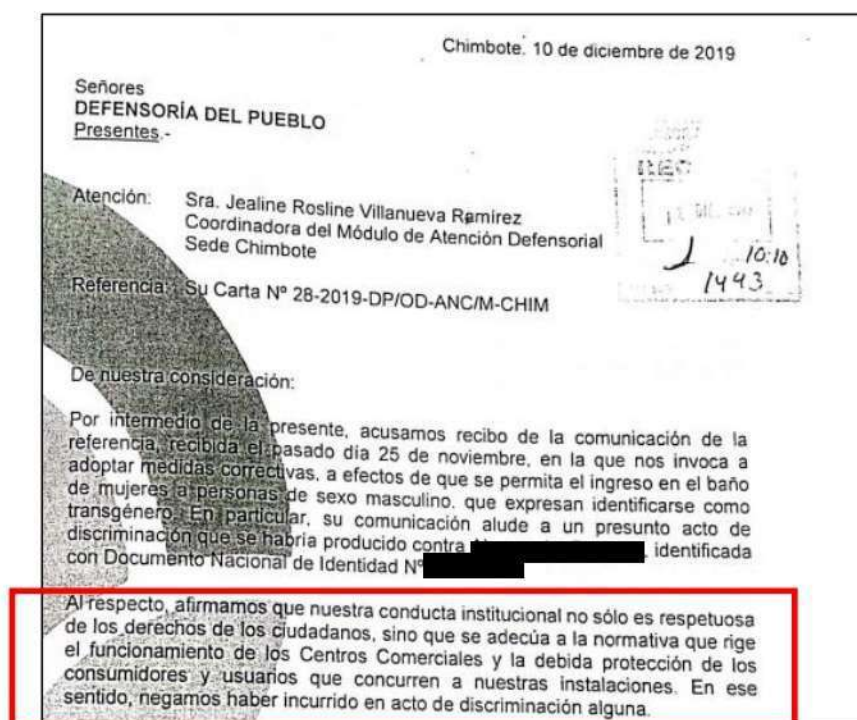 Chimbote. 10 de diciembre de 2019
Señores
DEFENSORÍA DEL PUEBLO
Presentes.-
Atención: Sra. Jealine Rosline Villanueva Ramírez
Coordinadora del Módulo de Atención Defensorial
Sede Chimbote
REC
10:10
1443
Referencia: Su Carta Nº 28-2019-DP/OD-ANC/M-CHIM
De nuestra consideración:
Por intermedio de la presente, acusamos recibo de la comunicación de la
referencia, recibida el pasado día 25 de noviembre, en la que nos invoca a
adoptar medidas correctivas, a efectos de que se permita el ingreso en el baño
de mujeres a personas de sexo masculino, que expresan identificarse como
transgénero. En particular, su comunicación alude a un presunto acto de
discriminación que se habría producido contra identificada
con Documento Nacional de Identidad Nº
Al respecto, afirmamos que nuestra conducta institucional no sólo es respetuosa
de los derechos de los ciudadanos, sino que se adecúa a la normativa que rige
el funcionamiento de los Centros Comerciales y la debida protección de los
consumidores y usuarios que concurren a nuestras instalaciones. En ese
sentido, negamos haber incurrido en acto de discriminación alguna.